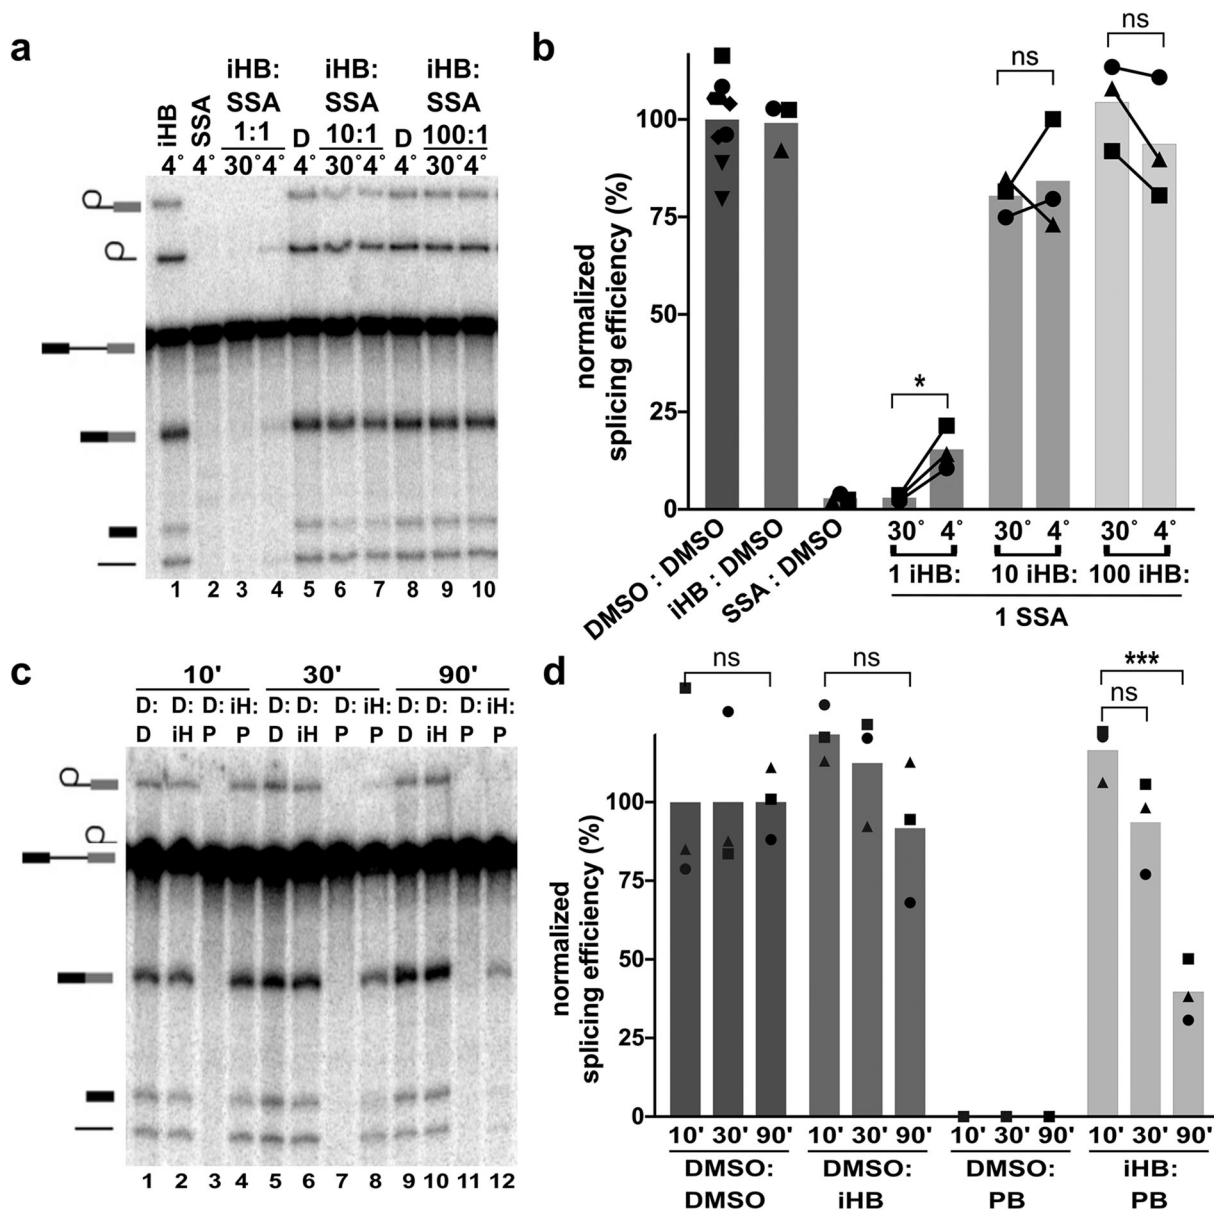 a
iHB:
SSA
1:1
iHB:
SSA
10:1
iHB:
SSA
100:1
iHB
SSA
D
D
4° 4° 30° 4° 4° 30° 4° 4° 30° 4°
1 2 3 4 5 6 7 8 9 10
b
normalized
splicing efficiency (%)
100
75
50
25
0
*
ns
ns
DMSO : DMSO
iHB : DMSO
SSA : DMSO
30° 4° 30° 4° 30° 4°
1 iHB: 10 iHB: 100 iHB:
1 SSA
c
10' 30' 90'
D: D: D: iH: D: D: D: iH: D: D: D: iH:
D iH P P D iH P P D iH P P
1 2 3 4 5 6 7 8 9 10 11 12
d
normalized
splicing efficiency (%)
100
75
50
25
0
ns
ns
***
ns
10' 30' 90' 10' 30' 90' 10' 30' 90' 10' 30' 90'
DMSO: DMSO: DMSO: iHB:
DMSO iHB PB PB